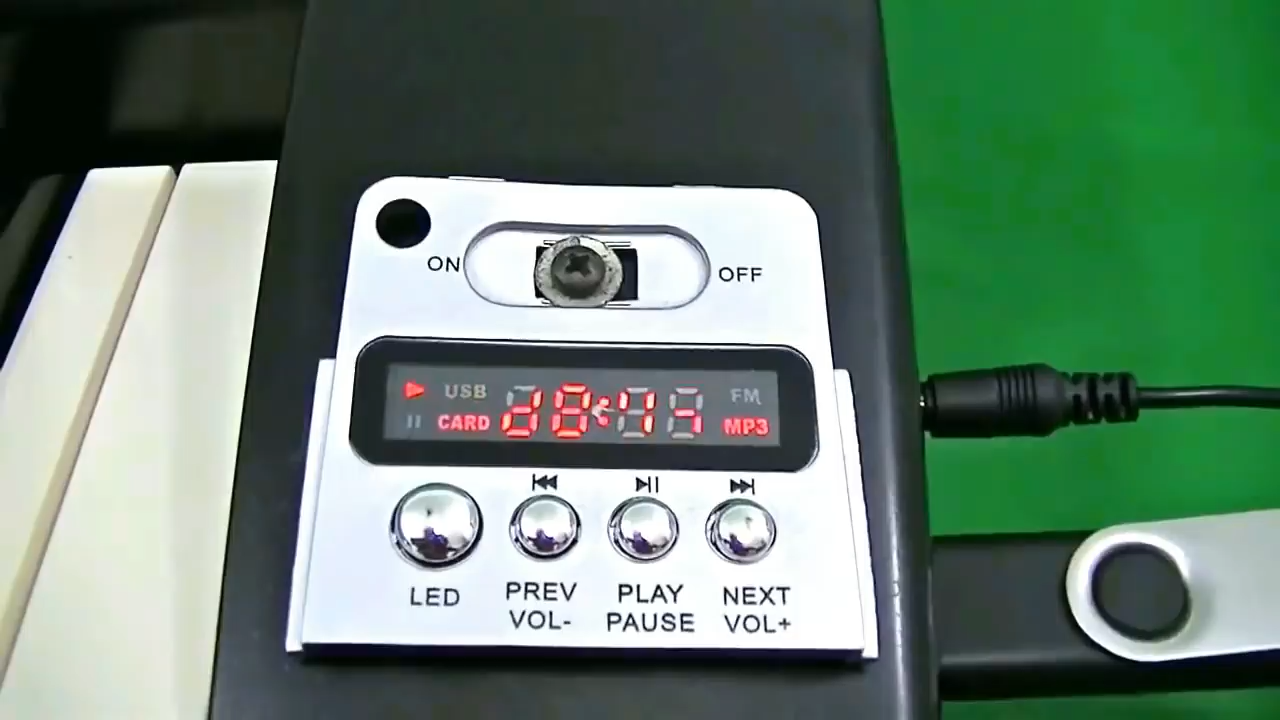 ON OFF
USB FM
CARD MP3
LED PREV VOL- PLAY PAUSE NEXT VOL+